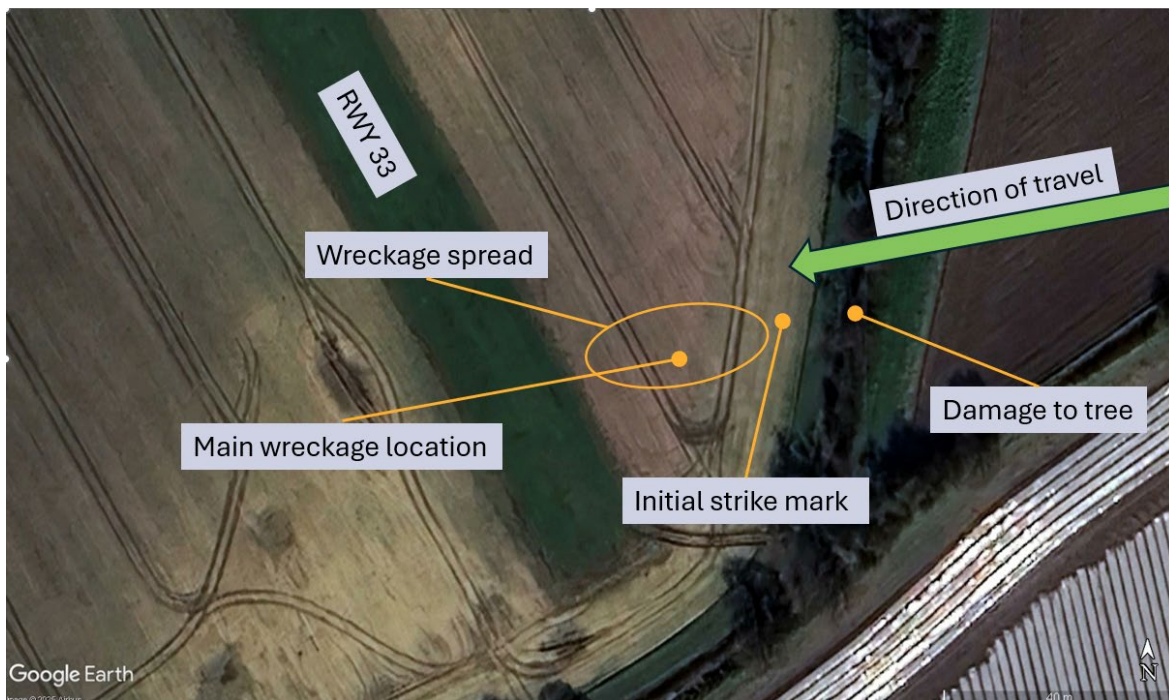 RWY 33
Direction of travel
Wreckage spread
Damage to tree
Main wreckage location
Initial strike mark
Google Earth
N
40 m